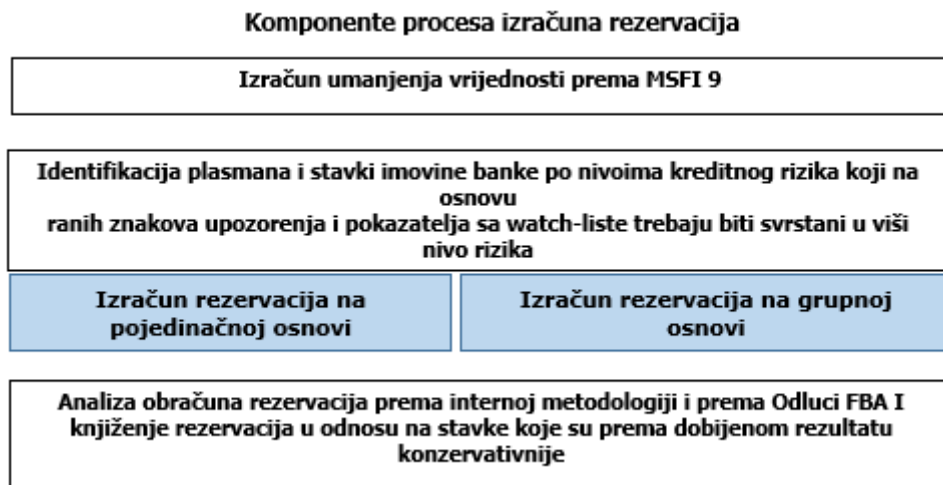 Komponente procesa izračuna rezervacija
Izračun umanjenja vrijednosti prema MSFI 9
Identifikacija plasmana i stavki imovine banke po nivoima kreditnog rizika koji na
osnovu
ranih znakova upozorenja i pokazatelja sa watch-liste trebaju biti svrstani u viši
nivo rizika
Izračun rezervacija na
pojedinačnoj osnovi
Izračun rezervacija na grupnoj
osnovi
Analiza obračuna rezervacija prema internoj metodologiji i prema Odluci FBA I
knjiženje rezervacija u odnosu na stavke koje su prema dobijenom rezultatu
konzervativnije